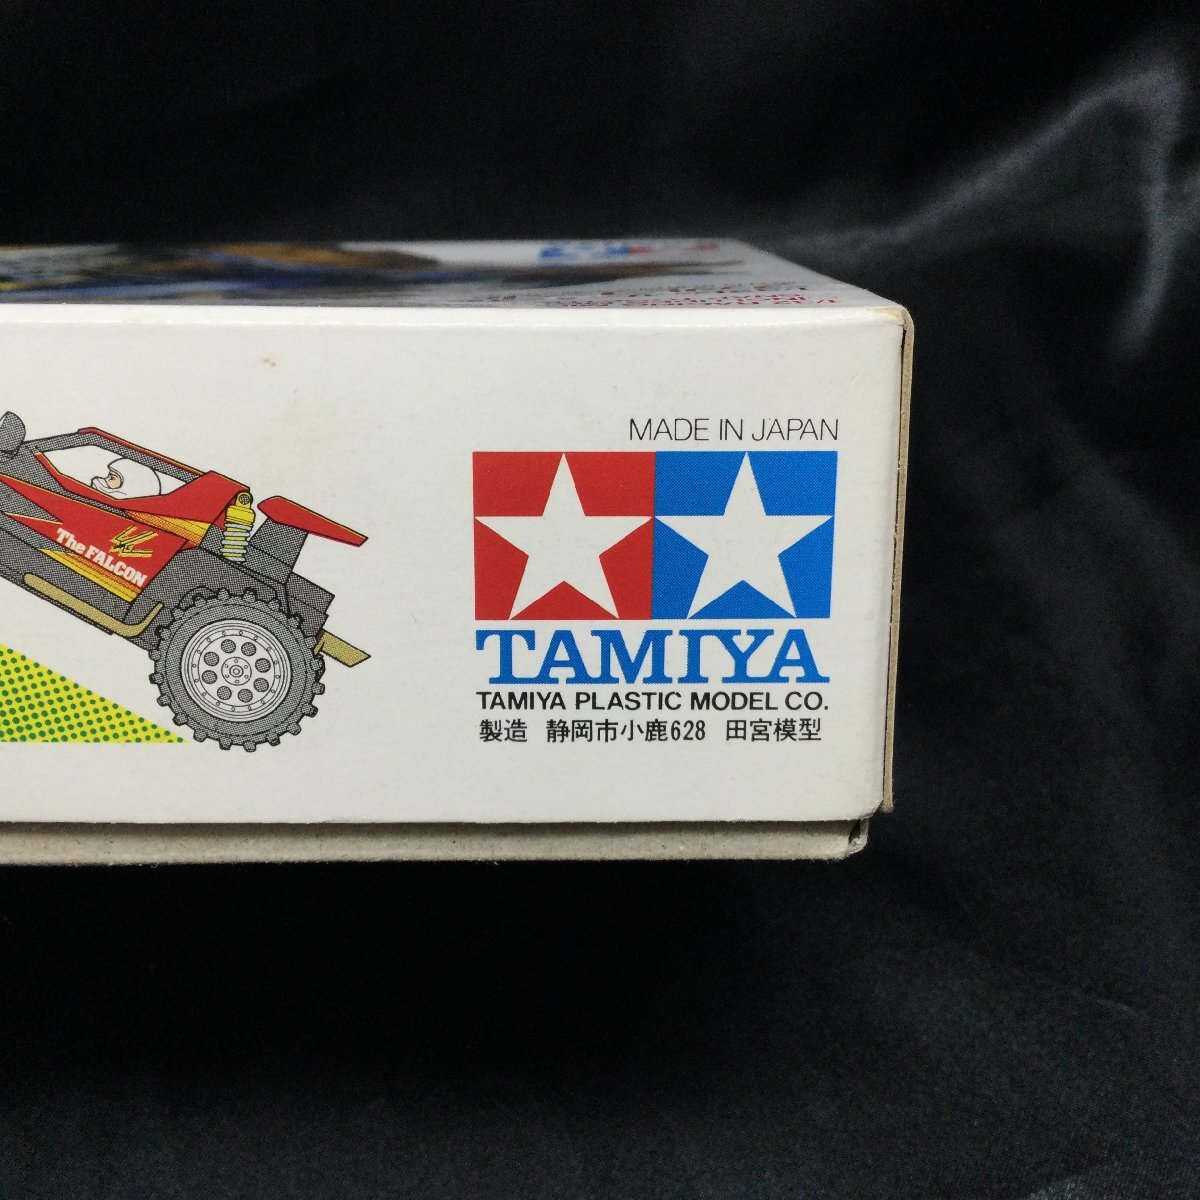 MADE IN JAPAN
The FALCON
TAMIYA
TAMIYA PLASTIC MODEL CO.
製造 静岡市小鹿628 田宮模型